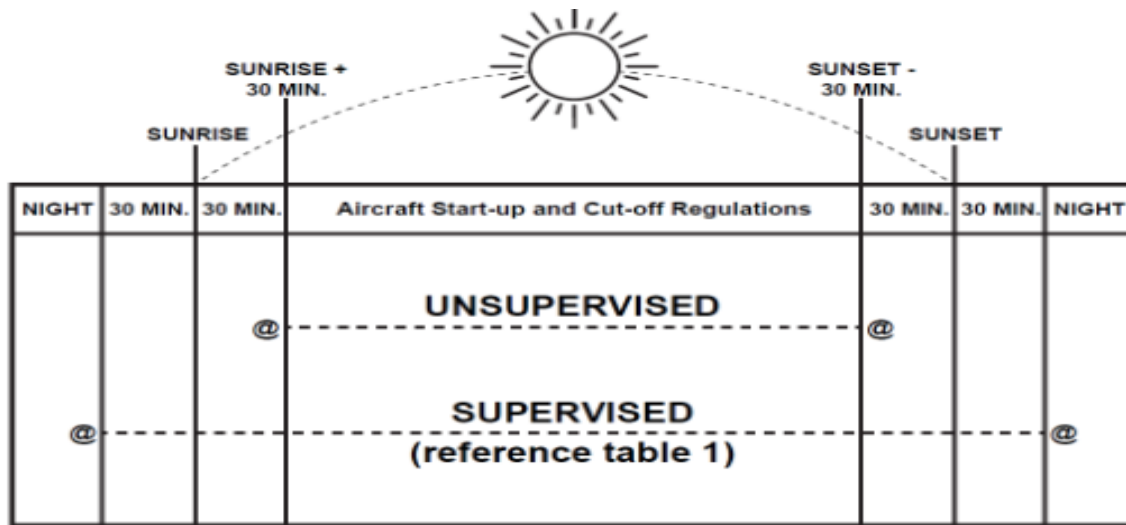 SUNRISE +
30 MIN.
SUNSET -
30 MIN.
SUNRISE
SUNSET
NIGHT 30 MIN. 30 MIN. Aircraft Start-up and Cut-off Regulations 30 MIN. 30 MIN. NIGHT
UNSUPERVISED
@ @
SUPERVISED
@ @
(reference table 1)